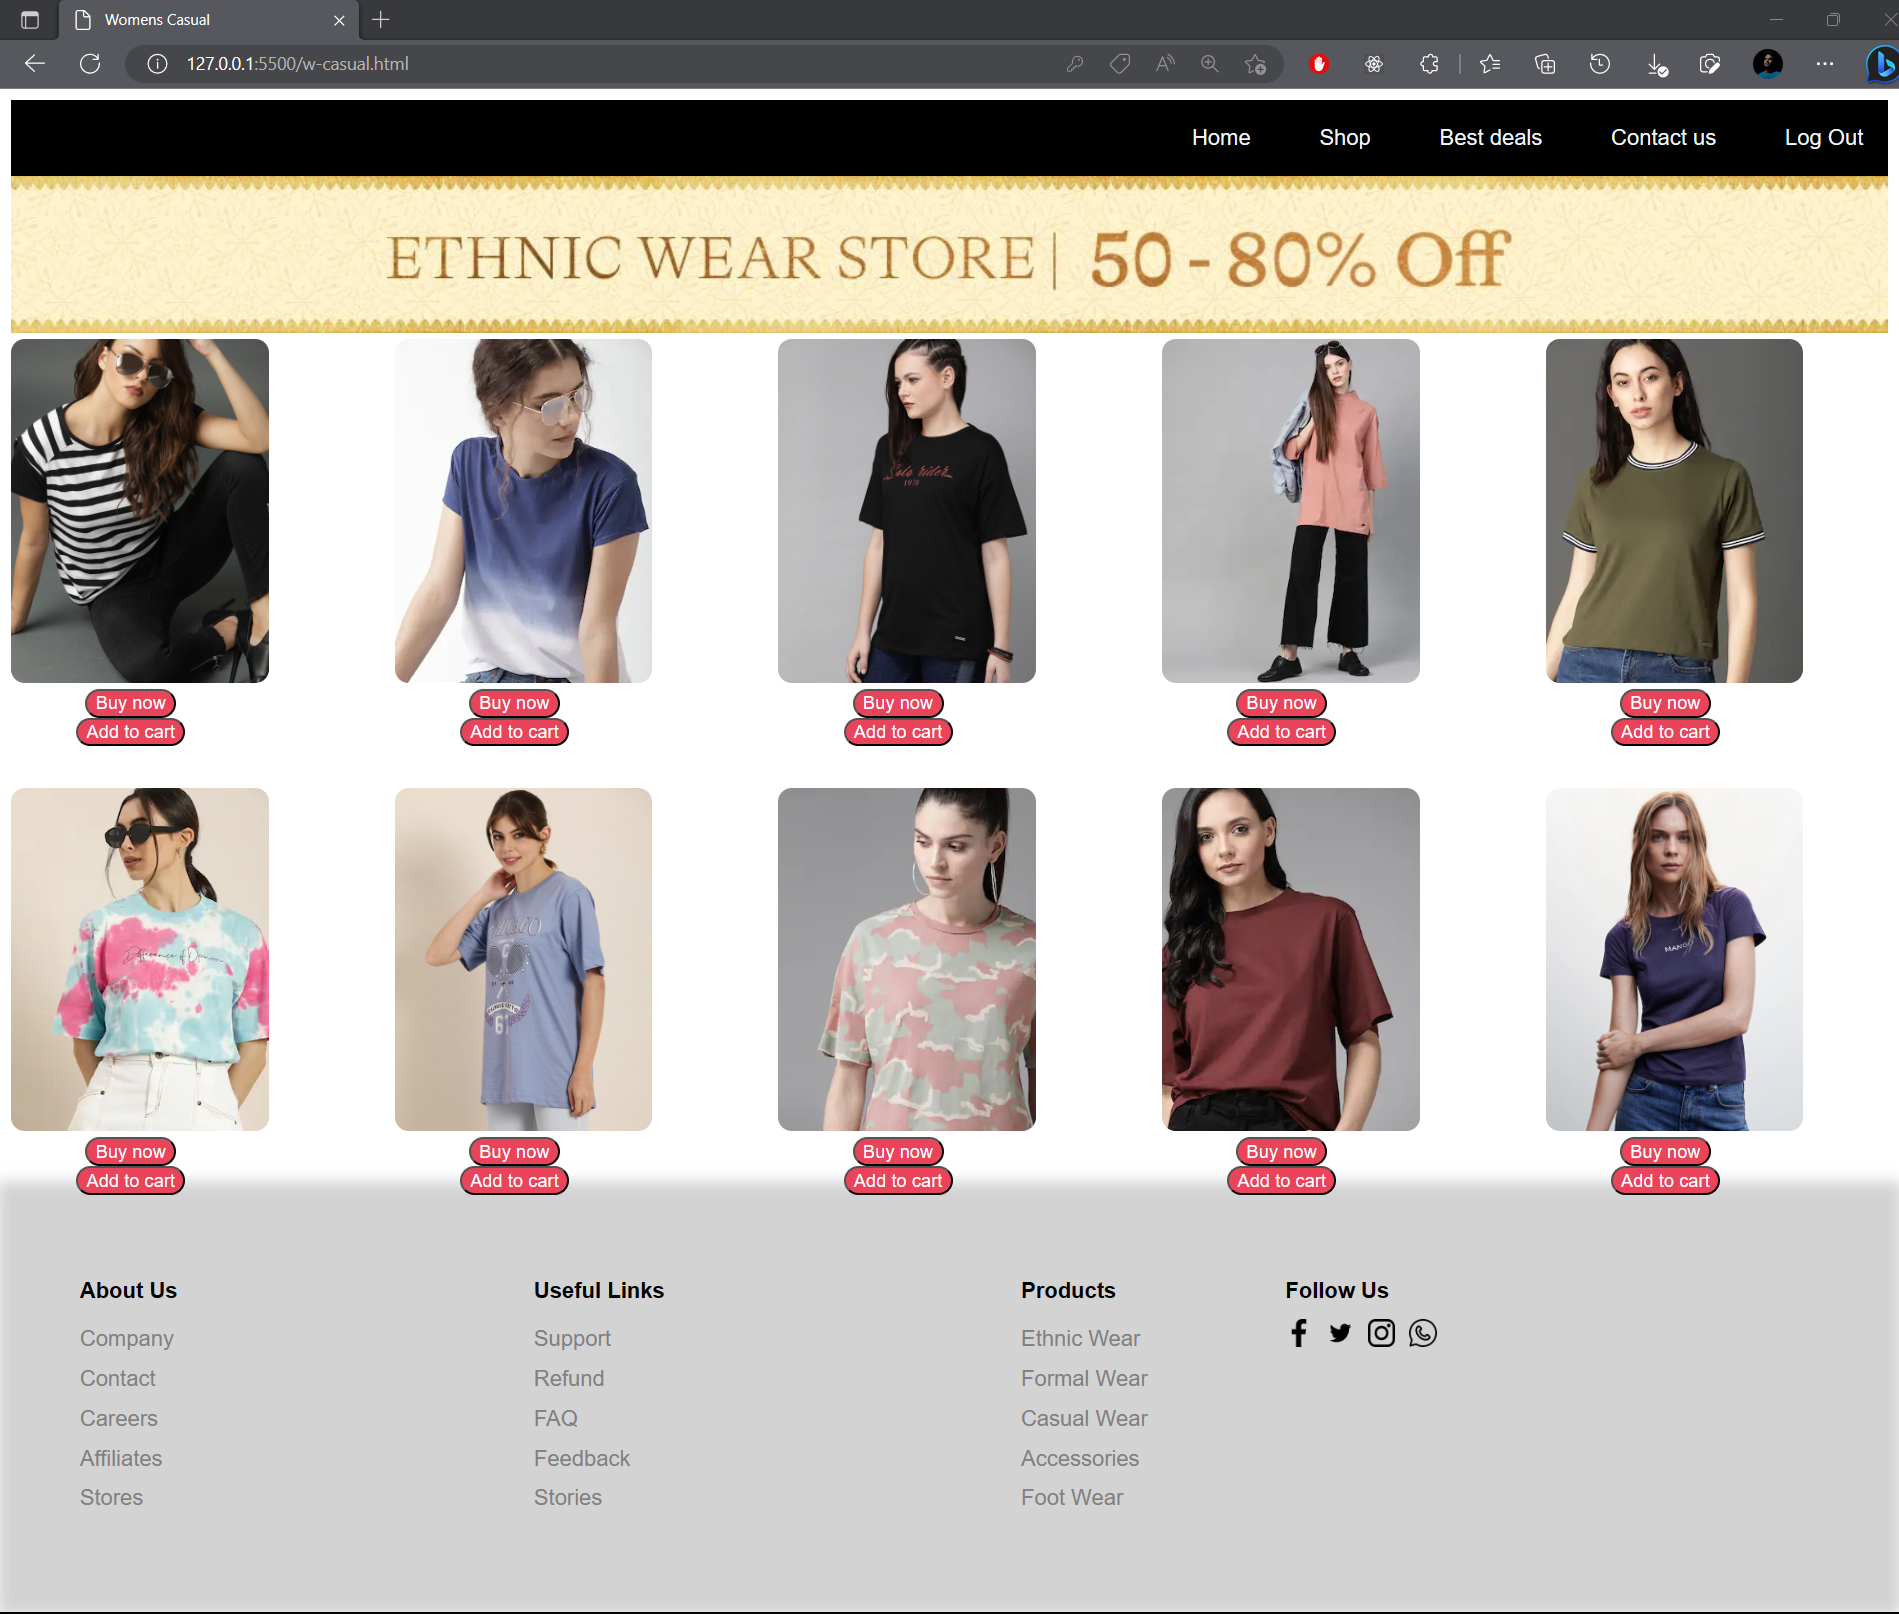 Womens Casual
127.0.0.1:5500/w-casual.html
Home Shop Best deals Contact us Log Out
ETHNIC WEAR STORE | 50 - 80% Off
Solo rider
1978
Buy now Buy now Buy now Buy now Buy now
Add to cart Add to cart Add to cart Add to cart Add to cart
MANGO
61
Buy now Buy now Buy now Buy now Buy now
Add to cart Add to cart Add to cart Add to cart Add to cart
About Us Useful Links Products Follow Us
Company Support Ethnic Wear
Contact Refund Formal Wear
Careers FAQ Casual Wear
Affiliates Feedback Accessories
Stores Stories Foot Wear